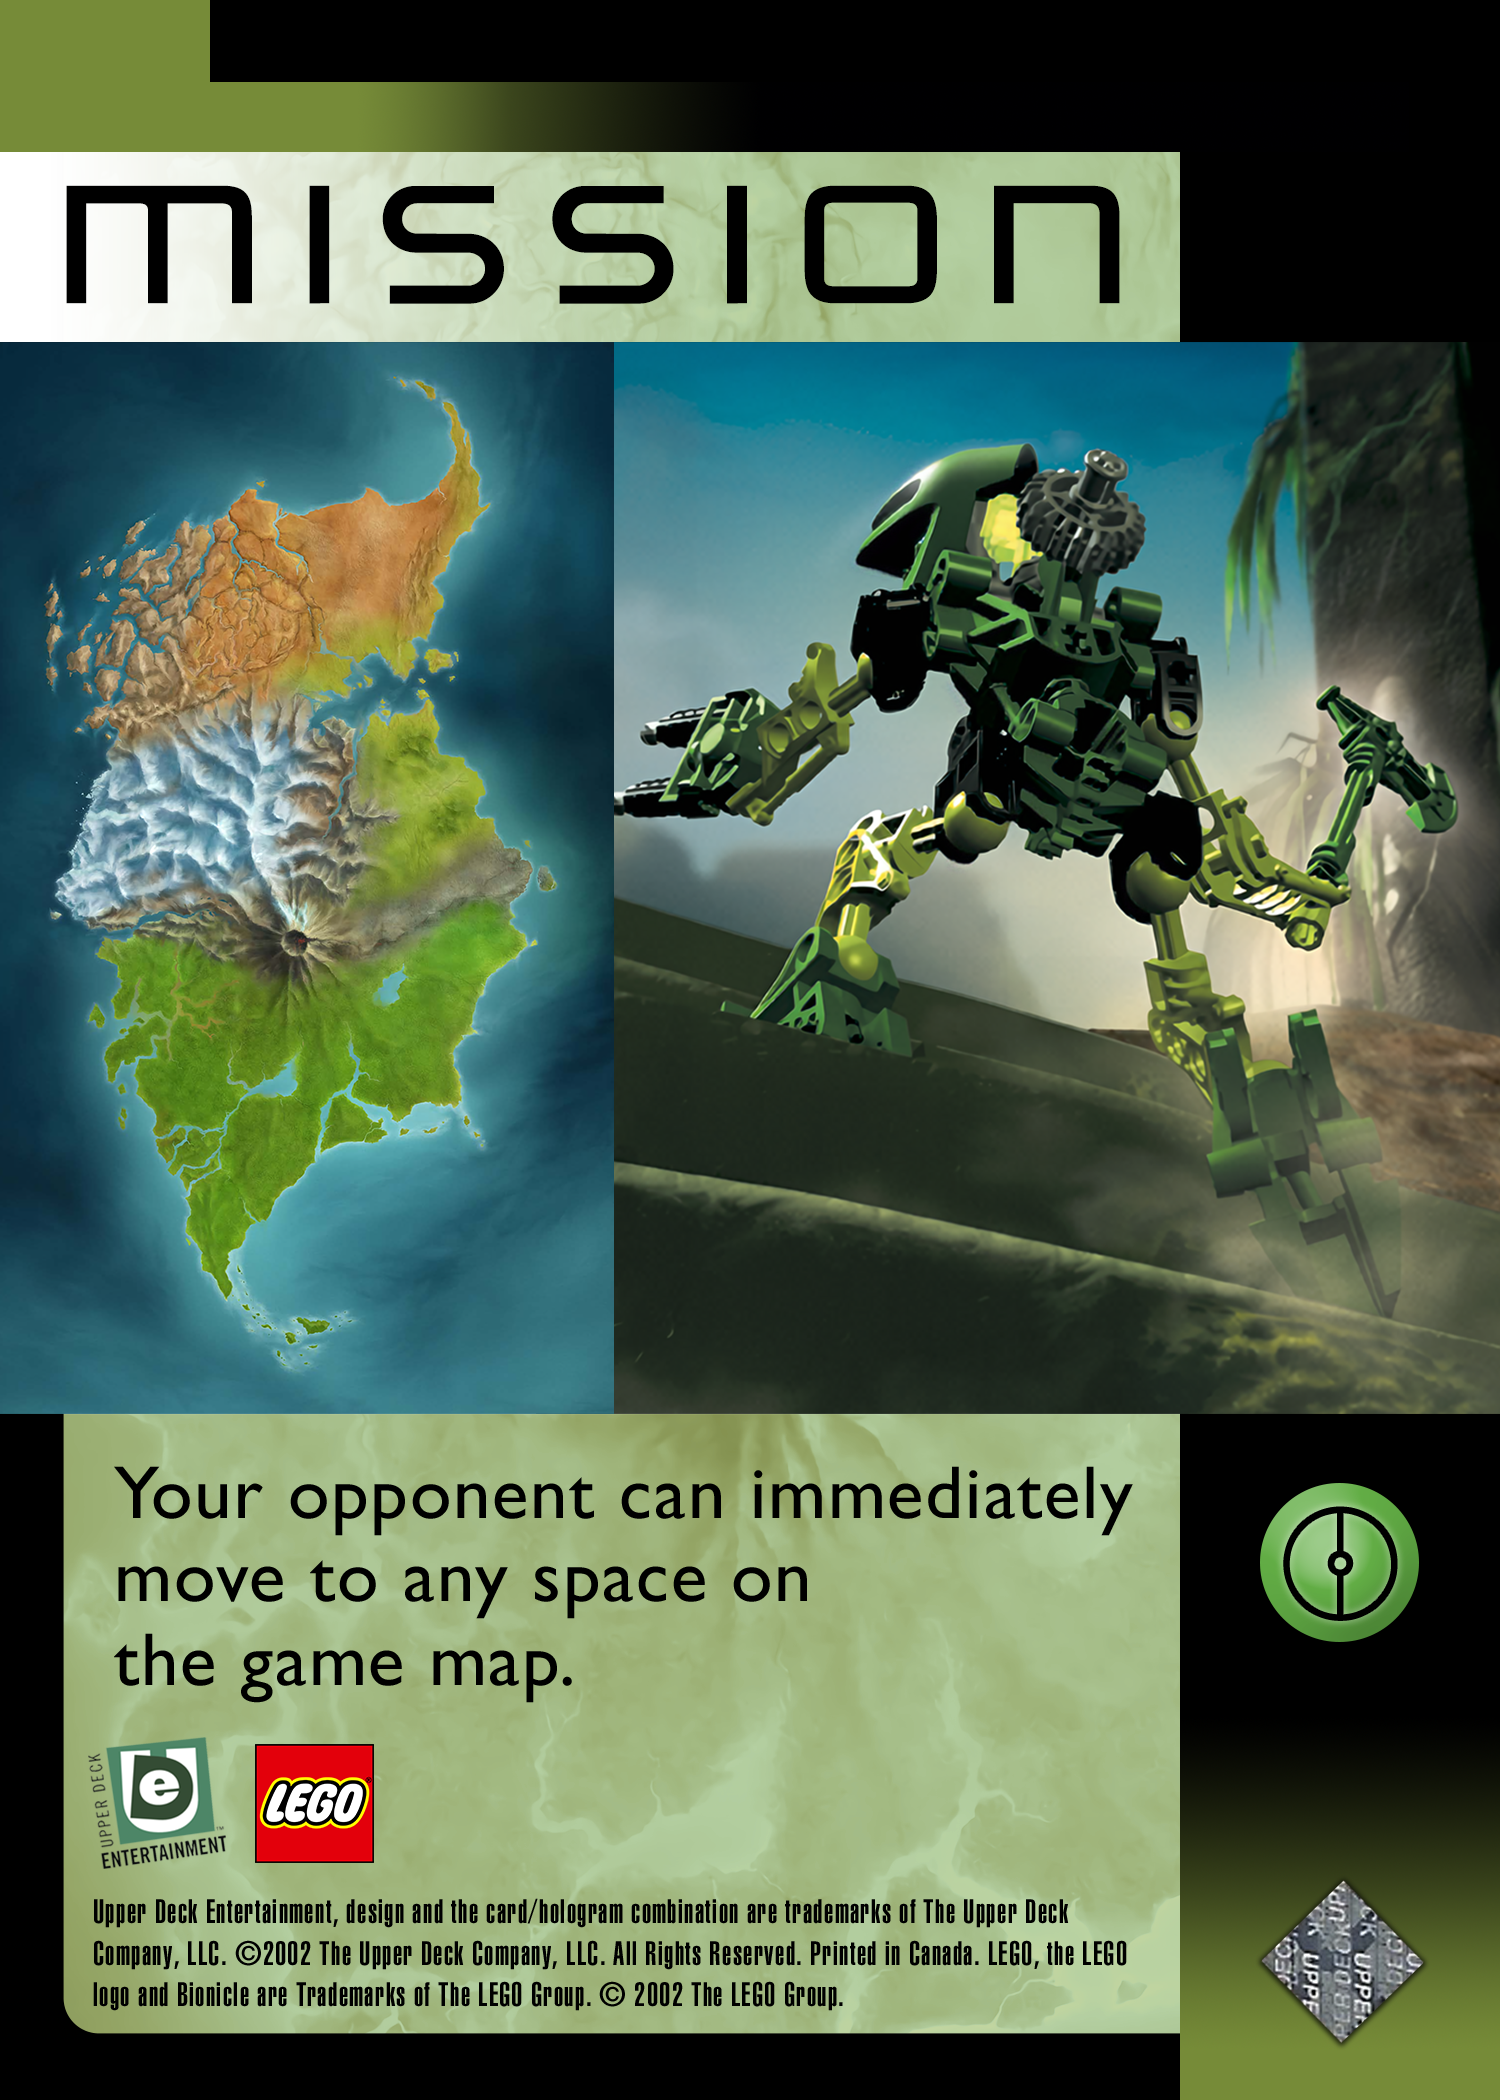 MISSION
Your opponent can immediately
move to any space on
the game map.
UPPER DECK
e
ENTERTAINMENT™
LEGO
Upper Deck Entertainment, design and the card/hologram combination are trademarks of The Upper Deck
Company, LLC. ©2002 The Upper Deck Company, LLC. All Rights Reserved. Printed in Canada. LEGO, the LEGO
logo and Bionicle are Trademarks of The LEGO Group. © 2002 The LEGO Group.